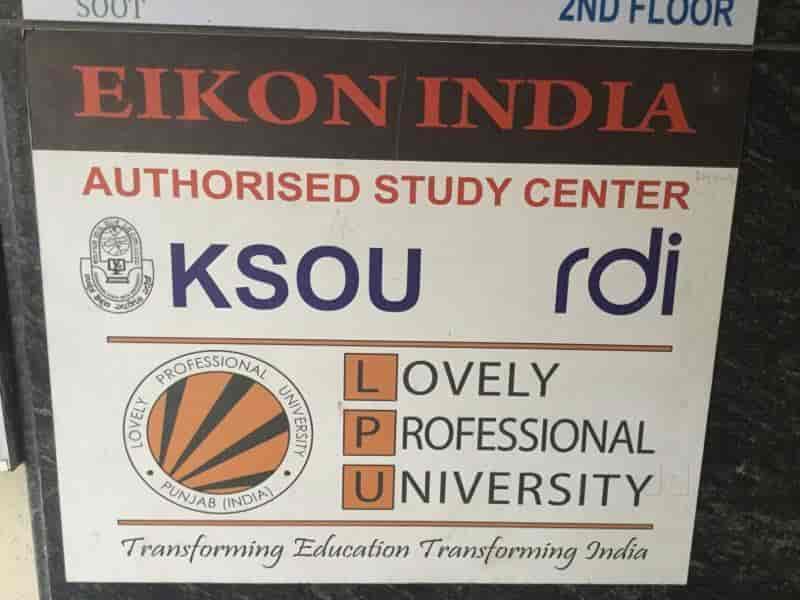 SOOT
2ND FLOOR
EIKON INDIA
AUTHORISED STUDY CENTER
KSOU
rdi
LOVELY PROFESSIONAL UNIVERSITY
PUNJAB (INDIA)
LOVELY
PROFESSIONAL
UNIVERSITY
Transforming Education Transforming India